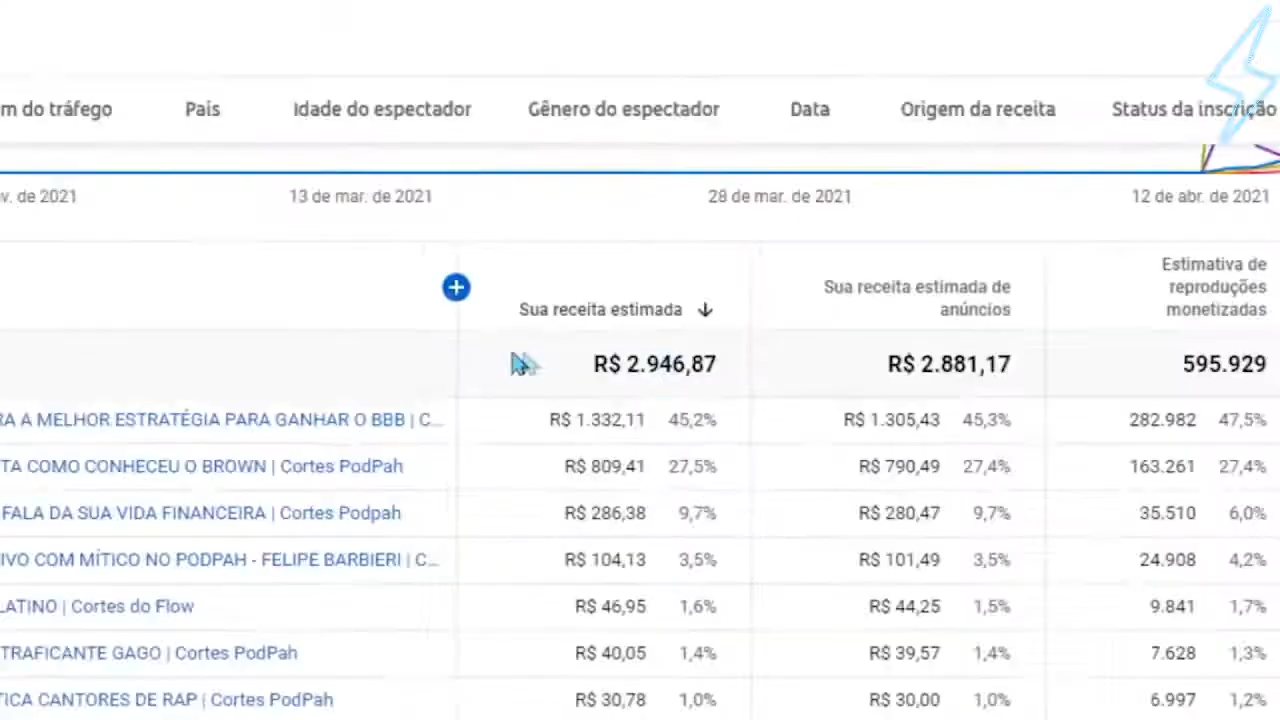 m do tráfego País Idade do espectador Gênero do espectador Data Origem da receita Status da inscrição
v. de 2021 13 de mar. de 2021 28 de mar. de 2021 12 de abr. de 2021
Sua receita estimada
Sua receita estimada de
anúncios
Estimativa de
reproduções
monetizadas
R$ 2.946,87 R$ 2.881,17 595.929
RA A MELHOR ESTRATÉGIA PARA GANHAR O BBB | C... R$ 1.332,11 45,2% R$ 1.305,43 45,3% 282.982 47,5%
TA COMO CONHECEU O BROWN | Cortes PodPah R$ 809,41 27,5% R$ 790,49 27,4% 163.261 27,4%
FALA DA SUA VIDA FINANCEIRA | Cortes Podpah R$ 286,38 9,7% R$ 280,47 9,7% 35.510 6,0%
IVO COM MÍTICO NO PODPAH - FELIPE BARBIERI | C... R$ 104,13 3,5% R$ 101,49 3,5% 24.908 4,2%
LATINO | Cortes do Flow R$ 46,95 1,6% R$ 44,25 1,5% 9.841 1,7%
TRAFICANTE GAGO | Cortes PodPah R$ 40,05 1,4% R$ 39,57 1,4% 7.628 1,3%
TICA CANTORES DE RAP | Cortes PodPah R$ 30,78 1,0% R$ 30,00 1,0% 6.997 1,2%